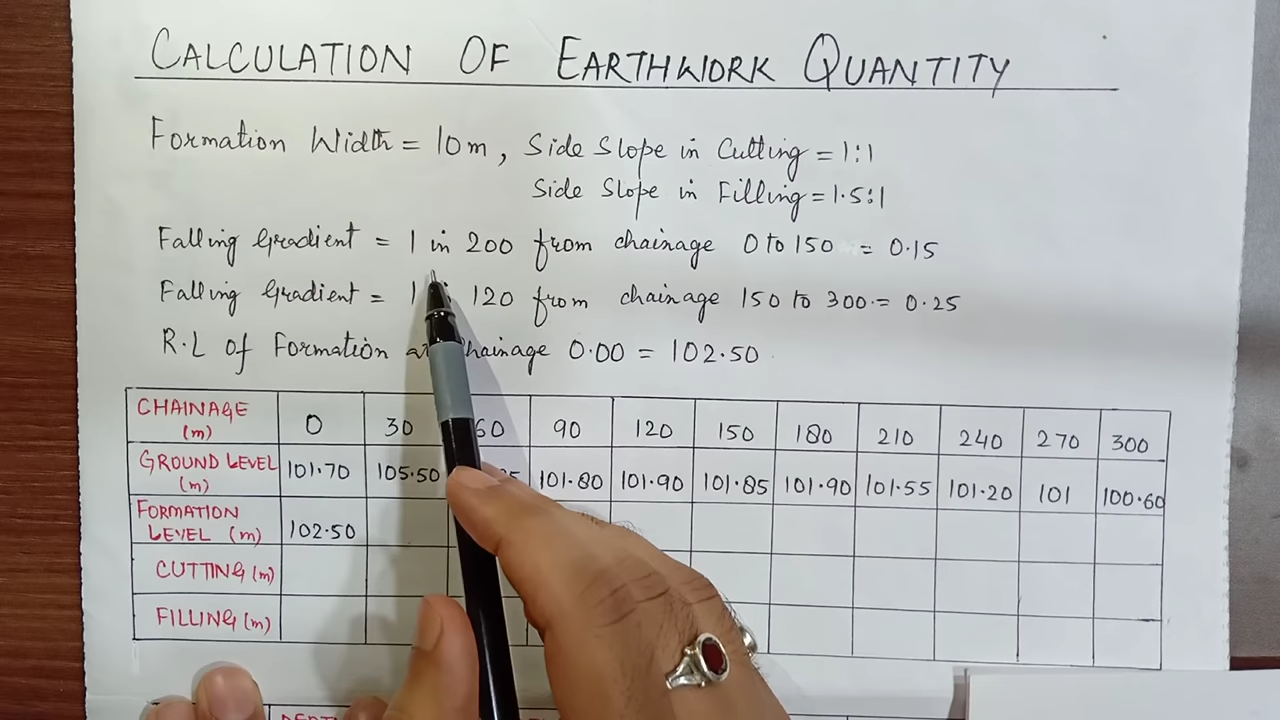 CALCULATION OF EARTHWORK QUANTITY
Formation Width = 10m, Side Slope in Cutting = 1:1
Side Slope in Filling = 1.5:1
Falling Gradient = 1 in 200 from chainage 0 to 150 = 0.15
Falling Gradient = 1 120 from chainage 150 to 300 = 0.25
R.L of Formation chainage 0.00 = 102.50
CHAINAGE (m) 0 30 60 90 120 150 180 210 240 270 300
GROUND LEVEL (m) 101.70 105.50 101.80 101.90 101.85 101.90 101.55 101.20 101 100.60
FORMATION LEVEL (m) 102.50
CUTTING (m)
FILLING (m)